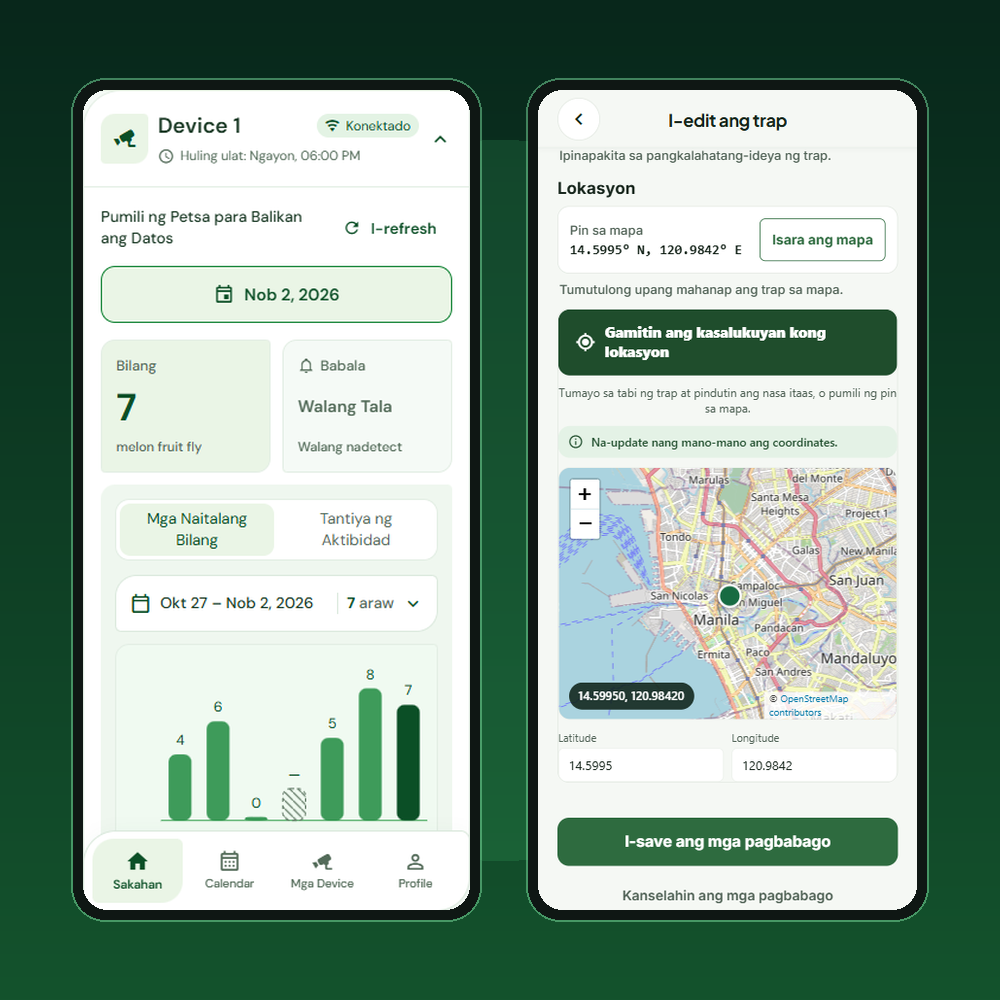 Device 1
Konektado
Huling ulat: Ngayon, 06:00 PM
Pumili ng Petsa para Balikan
ang Datos
I-refresh
Nob 2, 2026
Bilang
7
melon fruit fly
Babala
Walang Tala
Walang nadetect
Mga Naitalang
Bilang
Tantiya ng
Aktibidad
Okt 27 – Nob 2, 2026
7 araw
4
6
0
–
5
8
7
Sakahan
Calendar
Mga Device
Profile
I-edit ang trap
Ipinapakita sa pangkalahatang-ideya ng trap.
Lokasyon
Pin sa mapa
14.5995° N, 120.9842° E
Isara ang mapa
Tumutulong upang mahanap ang trap sa mapa.
Gamitin ang kasalukuyan kong
lokasyon
Tumayo sa tabi ng trap at pindutin ang nasa itaas, o pumili ng pin
sa mapa.
Na-update nang mano-mano ang coordinates.
+
−
Marulas
del Monte
Santa Mesa
Heights
Project 1
Tondo
Galas
New Manila
San Juan
San Nicolas
ampaloc
n Miguel
Manila
Pandacan
Ermita
Paco
Mandaluyo
San Andres
14.59950, 120.98420
© OpenStreetMap
contributors
Latitude
Longitude
14.5995
120.9842
I-save ang mga pagbabago
Kanselahin ang mga pagbabago